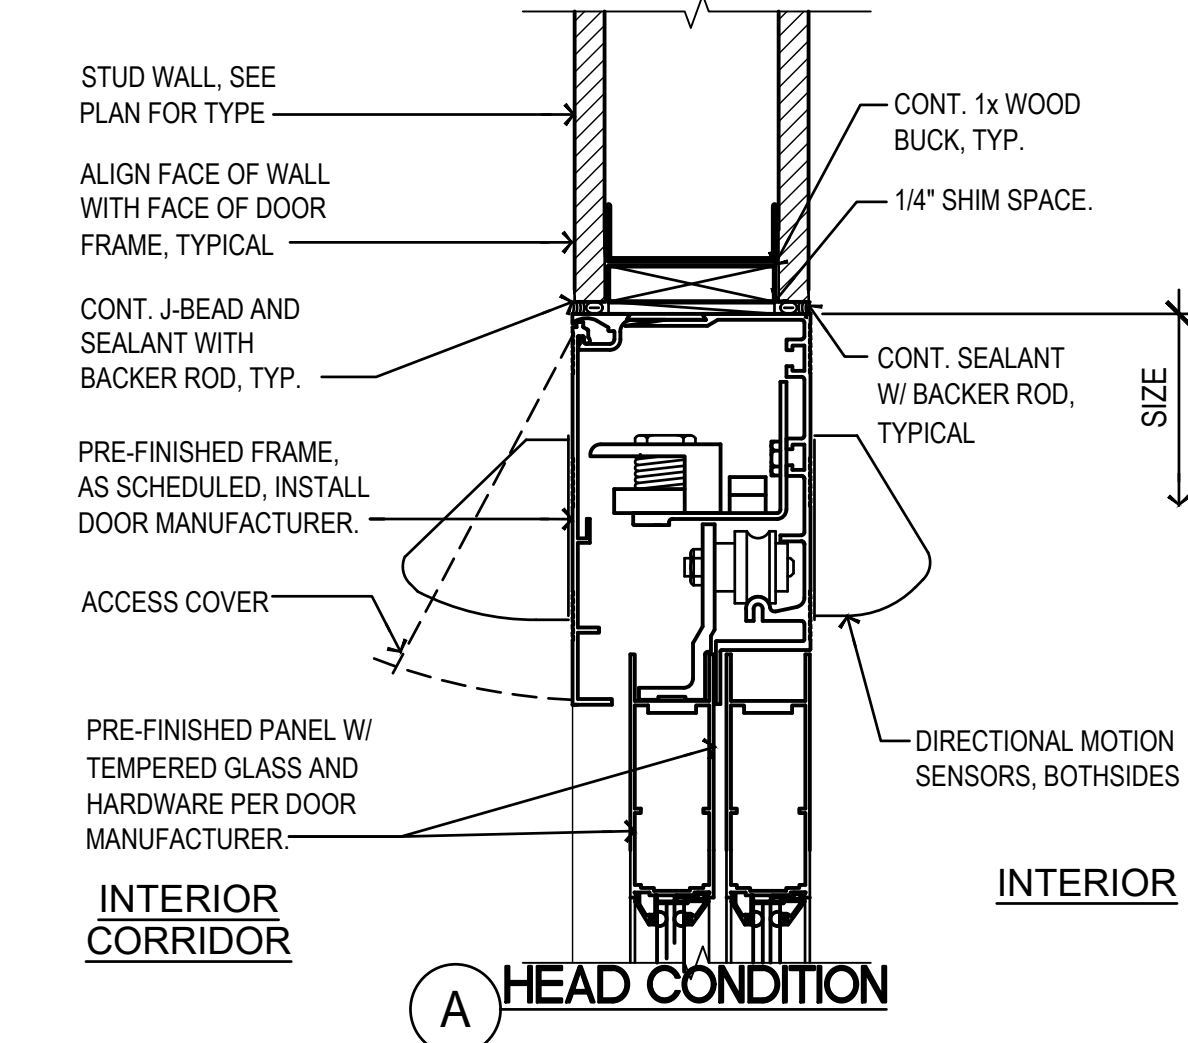 STUD WALL, SEE
PLAN FOR TYPE
ALIGN FACE OF WALL
WITH FACE OF DOOR
FRAME, TYPICAL
CONT. J-BEAD AND
SEALANT WITH
BACKER ROD, TYP.
PRE-FINISHED FRAME,
AS SCHEDULED, INSTALL
DOOR MANUFACTURER.
ACCESS COVER
PRE-FINISHED PANEL W/
TEMPERED GLASS AND
HARDWARE PER DOOR
MANUFACTURER.
INTERIOR
CORRIDOR
CONT. 1x WOOD
BUCK, TYP.
1/4" SHIM SPACE.
CONT. SEALANT
W/ BACKER ROD,
TYPICAL
SIZE
DIRECTIONAL MOTION
SENSORS, BOTHSIDES
INTERIOR
A
HEAD CONDITION